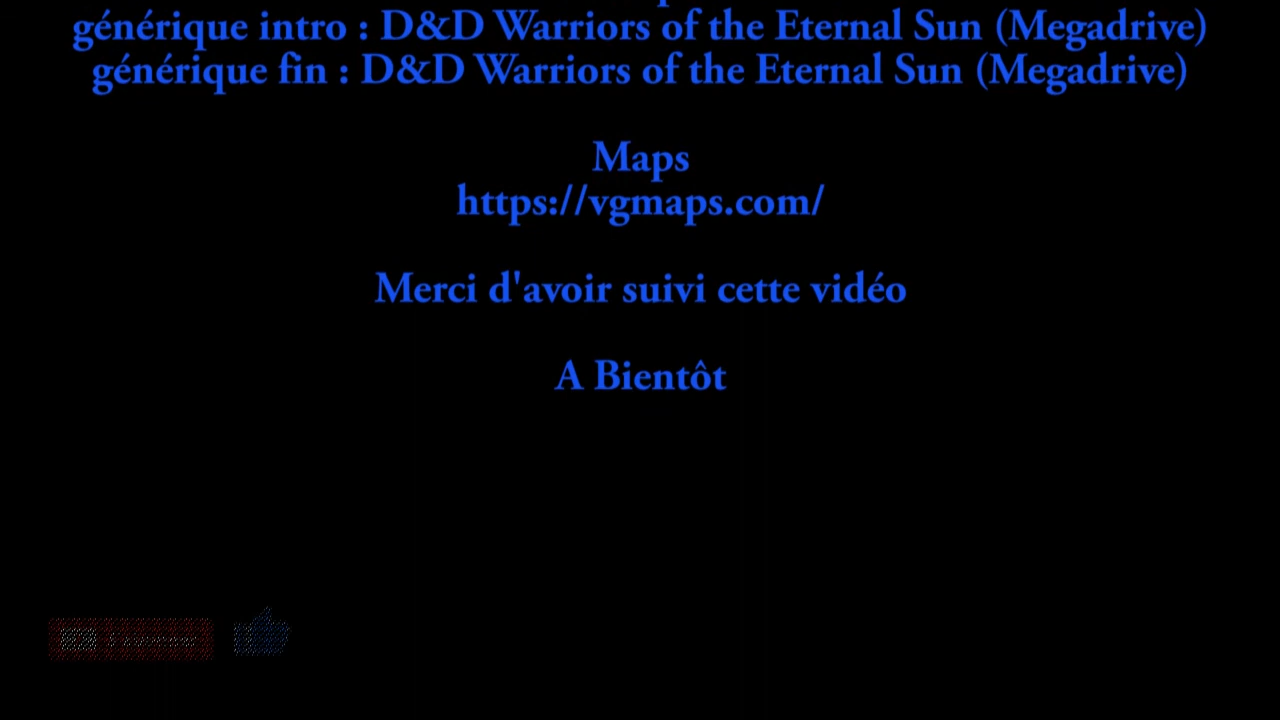 générique intro : D&D Warriors of the Eternal Sun (Megadrive)
générique fin : D&D Warriors of the Eternal Sun (Megadrive)
Maps
https://vgmaps.com/
Merci d'avoir suivi cette vidéo
A Bientôt